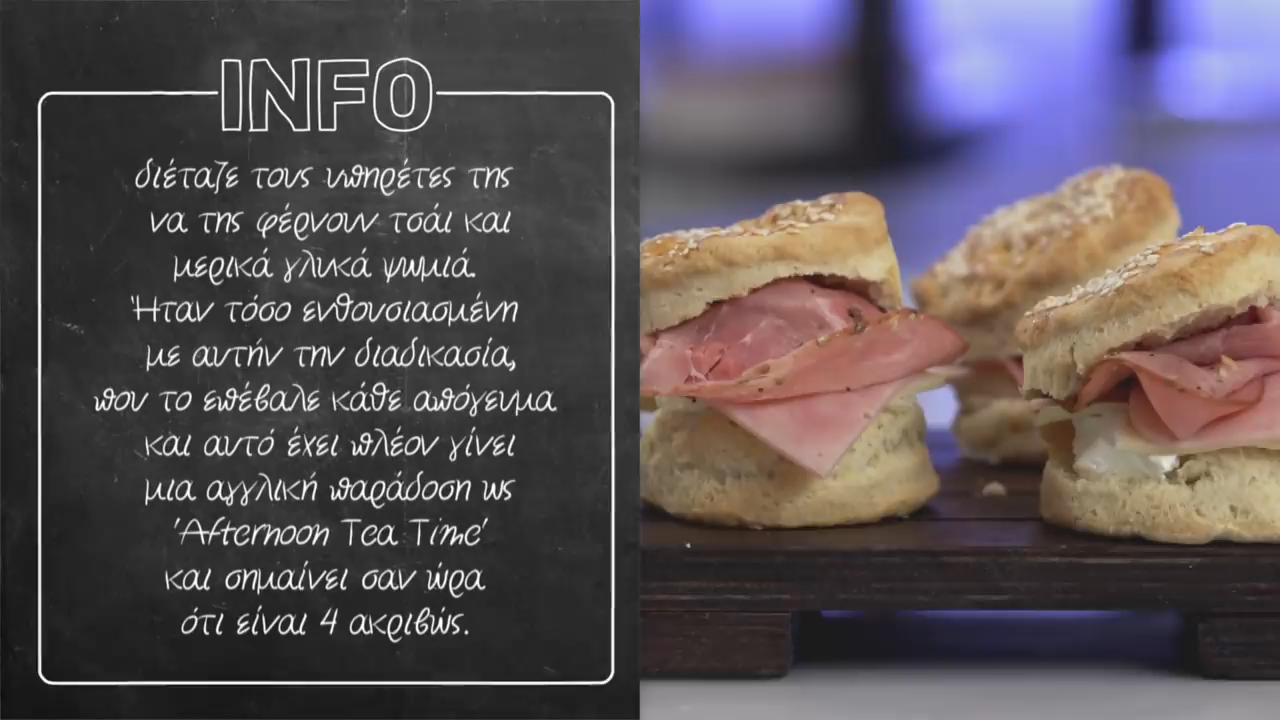 INFO
διέταζε τους υπηρέτες της
να της φέρνουν τσάι και
μερικά γλυκά ψωμιά.
Ήταν τόσο ενθουσιασμένη
με αυτήν την διαδικασία,
που το επέβαλε κάθε απόγευμα
και αυτό έχει πλέον γίνει
μια αγγλική παράδοση ως
'Afternoon Tea Time'
και σημαίνει σαν ώρα
ότι είναι 4 ακριβώς.